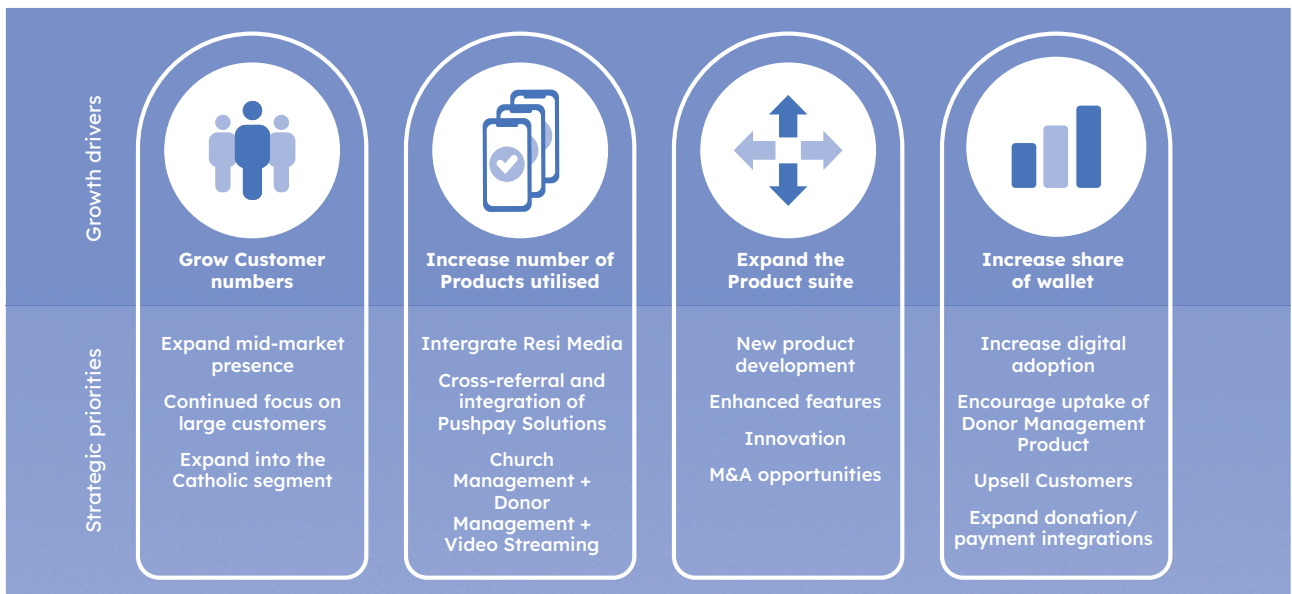 Growth drivers
Grow Customer
numbers
Increase number of
Products utilised
Expand the
Product suite
Increase share
of wallet
Strategic priorities
Expand mid-market
presence
Continued focus on
large customers
Expand into the
Catholic segment
Intergrate Resi Media
Cross-referral and
integration of
Pushpay Solutions
Church
Management +
Donor
Management +
Video Streaming
New product
development
Enhanced features
Innovation
M&A opportunities
Increase digital
adoption
Encourage uptake of
Donor Management
Product
Upsell Customers
Expand donation/
payment integrations